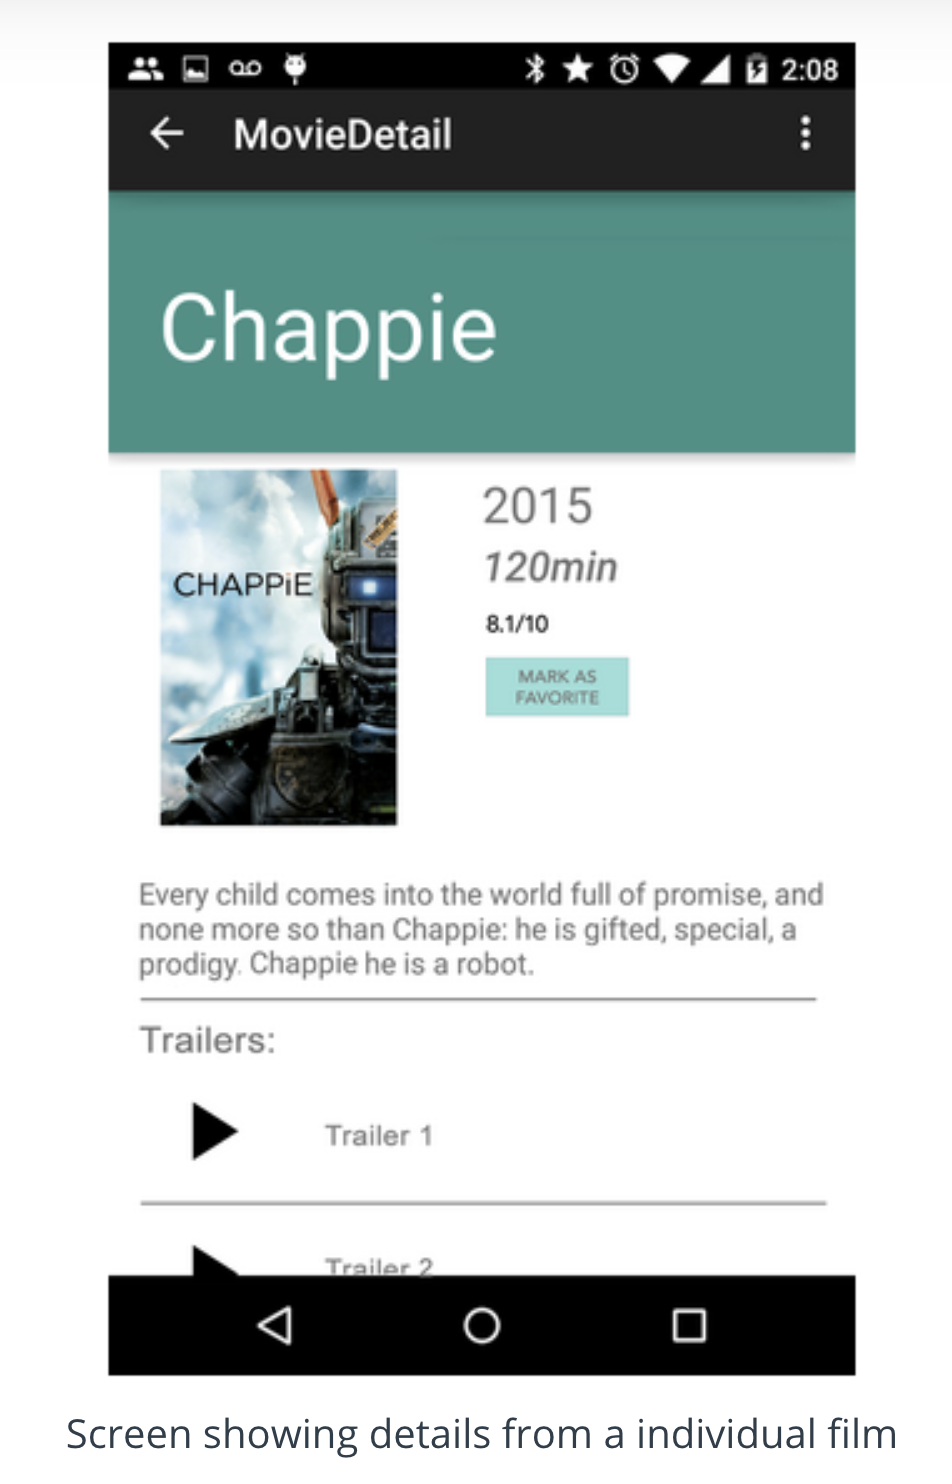 2:08
MovieDetail
Chappie
CHAPPiE
2015
120min
8.1/10
MARK AS
FAVORITE
Every child comes into the world full of promise, and
none more so than Chappie: he is gifted, special, a
prodigy. Chappie he is a robot.
Trailers:
Trailer 1
Trailer 2
Screen showing details from a individual film